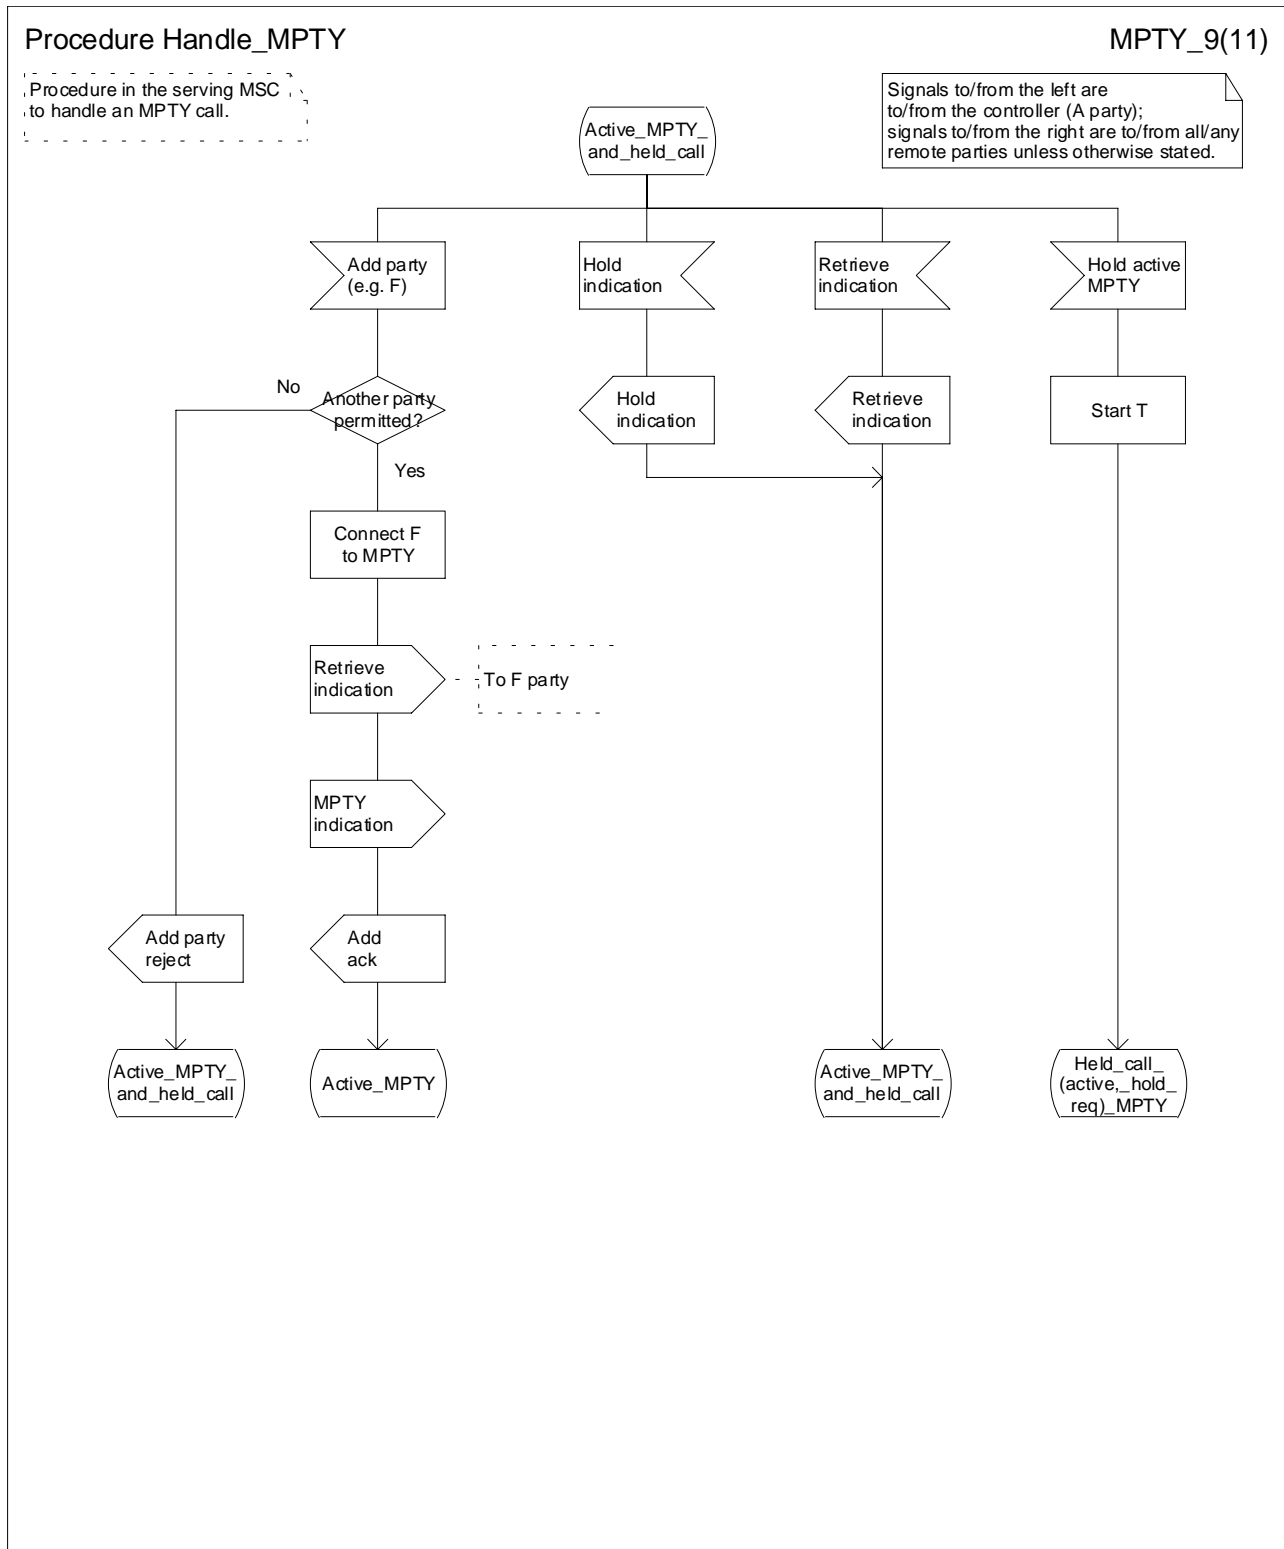 Procedure Handle_MPTY
MPTY_9(11)
Procedure in the serving MSC
to handle an MPTY call.
Signals to/from the left are
to/from the controller (A party);
signals to/from the right are to/from all/any
remote parties unless otherwise stated.
Active_MPTY_
and_held_call
Add party
(e.g. F)
Hold
indication
Retrieve
indication
Hold active
MPTY
No
Another party
permitted?
Hold
indication
Retrieve
indication
Start T
Yes
Connect F
to MPTY
Retrieve
indication
To F party
MPTY
indication
Add party
reject
Add
ack
Active_MPTY_
and_held_call
Active_MPTY
Active_MPTY_
and_held_call
Held_call_
(active,_hold_
req)_MPTY